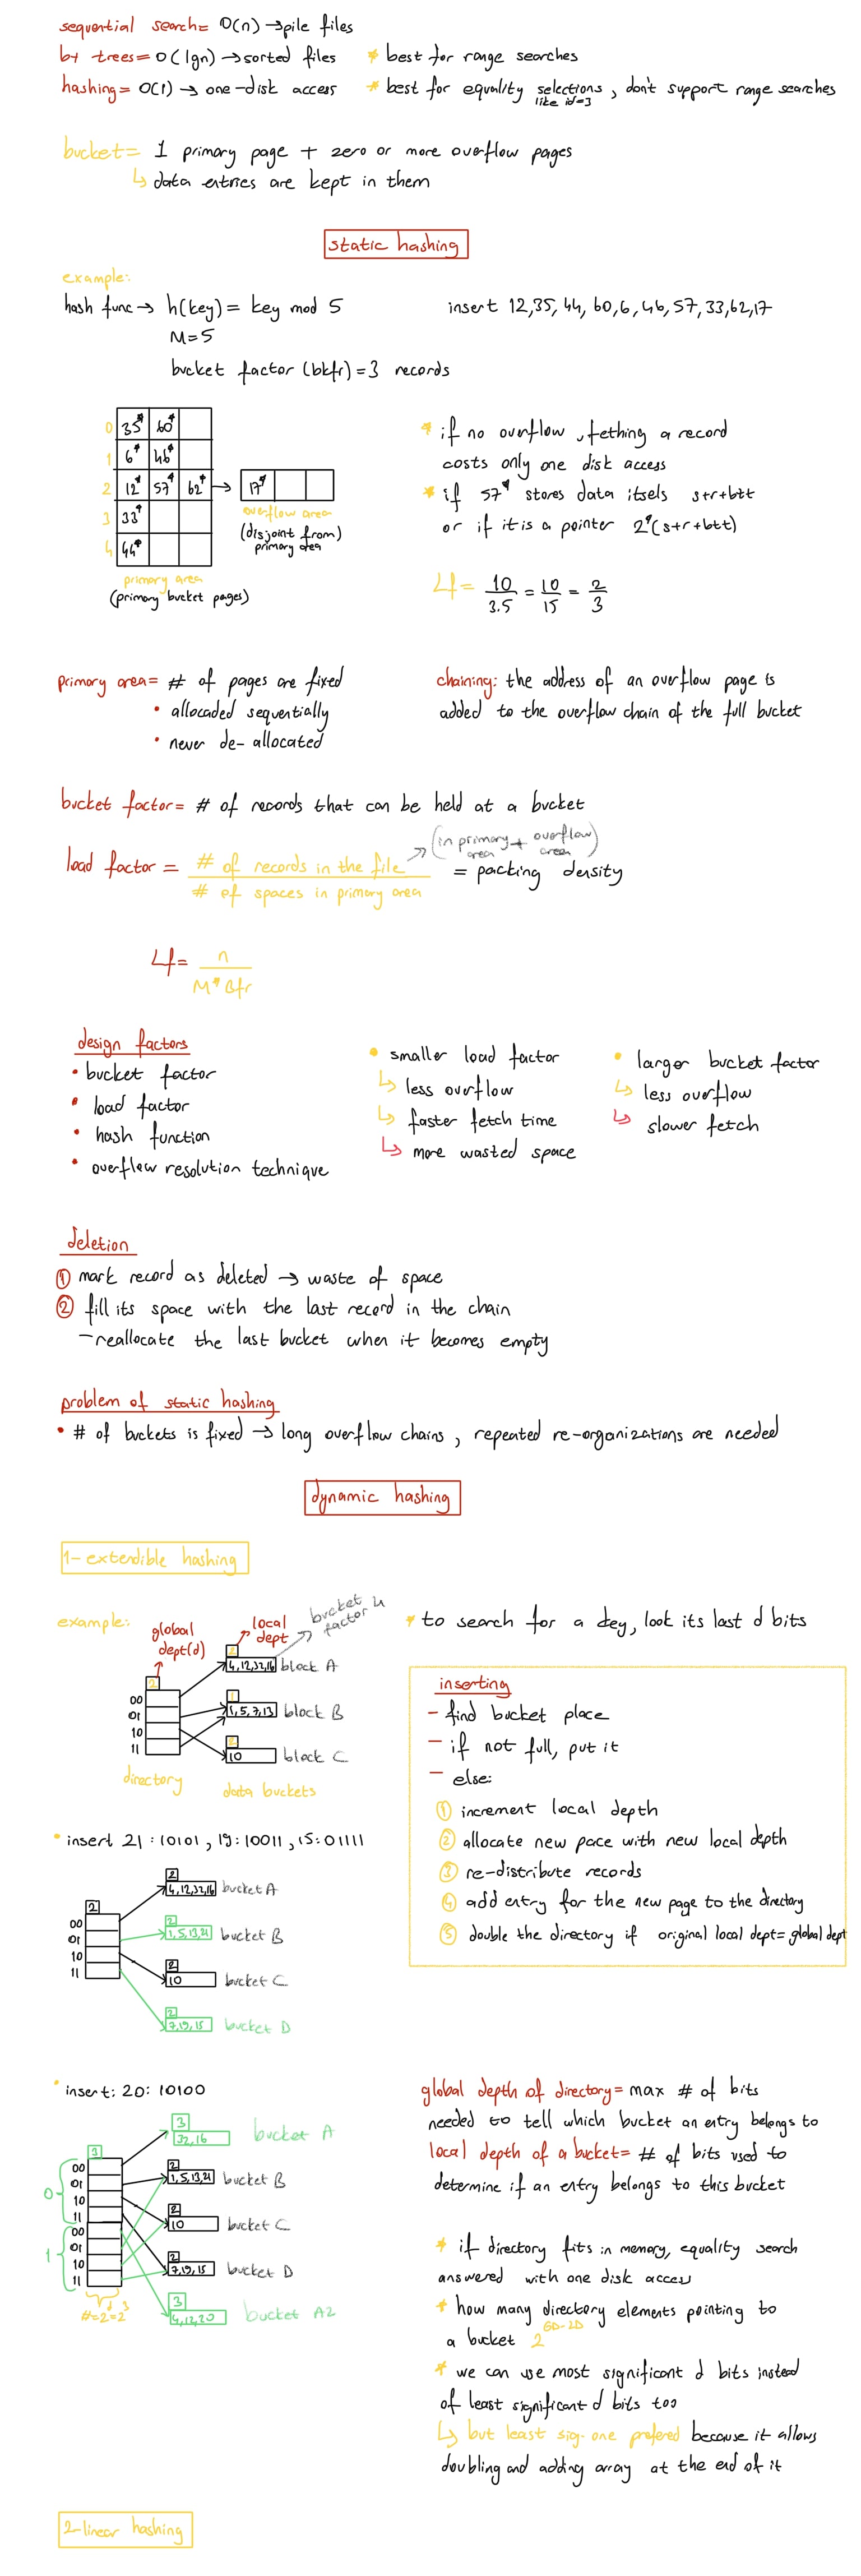 sequential search = O(n) → pile files
b+ trees = O(lgn) → sorted files * best for range searches
hashing = O(1) → one-disk access * best for equality selections, don't support range searches
like id=3
bucket = 1 primary page + zero or more overflow pages
↳ data entries are kept in them
static hashing
example:
hash func → h(key) = key mod 5 insert 12,35,44,60,6,46,57,33,62,17
M=5
bucket factor (bkfr) = 3 records
0 35* 60*
1 6* 46*
2 12* 57* 62* → 17*
3 33*
4 44*
overflow area
(disjoint from)
primary area
primary area
(primary bucket pages)
* if no overflow, fething a record
costs only one disk access
* if 57* stores data itsels s+r+btt
or if it is a pointer 2*(s+r+btt)
Lf = 10/3.5 = 10/15 = 2/3
primary area = # of pages are fixed
• allocaded sequentially
• never de-allocated
chaining: the address of an overflow page is
added to the overflow chain of the full bucket
bucket factor = # of records that can be held at a bucket
load factor = # of records in the file / # of spaces in primary area = packing density
→ (in primary area + overflow area)
Lf = n / M*Bfr
design factors
• bucket factor
• load factor
• hash function
• overflow resolution technique
• smaller load factor
↳ less overflow
↳ faster fetch time
↳ more wasted space
• larger bucket factor
↳ less overflow
↳ slower fetch
deletion
1 mark record as deleted → waste of space
2 fill its space with the last record in the chain
- reallocate the last bucket when it becomes empty
problem of static hashing
• # of buckets is fixed → long overflow chains, repeated re-organizations are needed
dynamic hashing
1- extendible hashing
example:
global dept(d)
local dept
bucket factor 4
2
00
01
10
11
directory
2
4,12,32,16 block A
1
1,5,7,13 block B
2
10 block C
data buckets
* to search for a key, look its last d bits
inserting
- find bucket place
- if not full, put it
- else:
1 increment local depth
2 allocate new pace with new local depth
3 re-distribute records
4 add entry for the new page to the directory
5 double the directory if original local dept = global dept
• insert 21:10101, 19:10011, 15:01111
2
00
01
10
11
2
4,12,32,16 bucket A
2
1,5,13,21 bucket B
2
10 bucket C
2
7,19,15 bucket D
• insert: 20: 10100
3
0
00
01
10
11
1
00
01
10
11
#=2^d=2^3
3
32,16 bucket A
2
1,5,13,21 bucket B
2
10 bucket C
2
7,19,15 bucket D
3
4,12,20 bucket A2
global depth of directory = max # of bits
needed to tell which bucket an entry belongs to
local depth of a bucket = # of bits used to
determine if an entry belongs to this bucket
* if directory fits in memory, equality search
answered with one disk access
* how many directory elements pointing to
a bucket 2^GD-LD
* we can use most significant d bits instead
of least significant d bits too
↳ but least sig. one prefered because it allows
doubling and adding array at the end of it
2-linear hashing